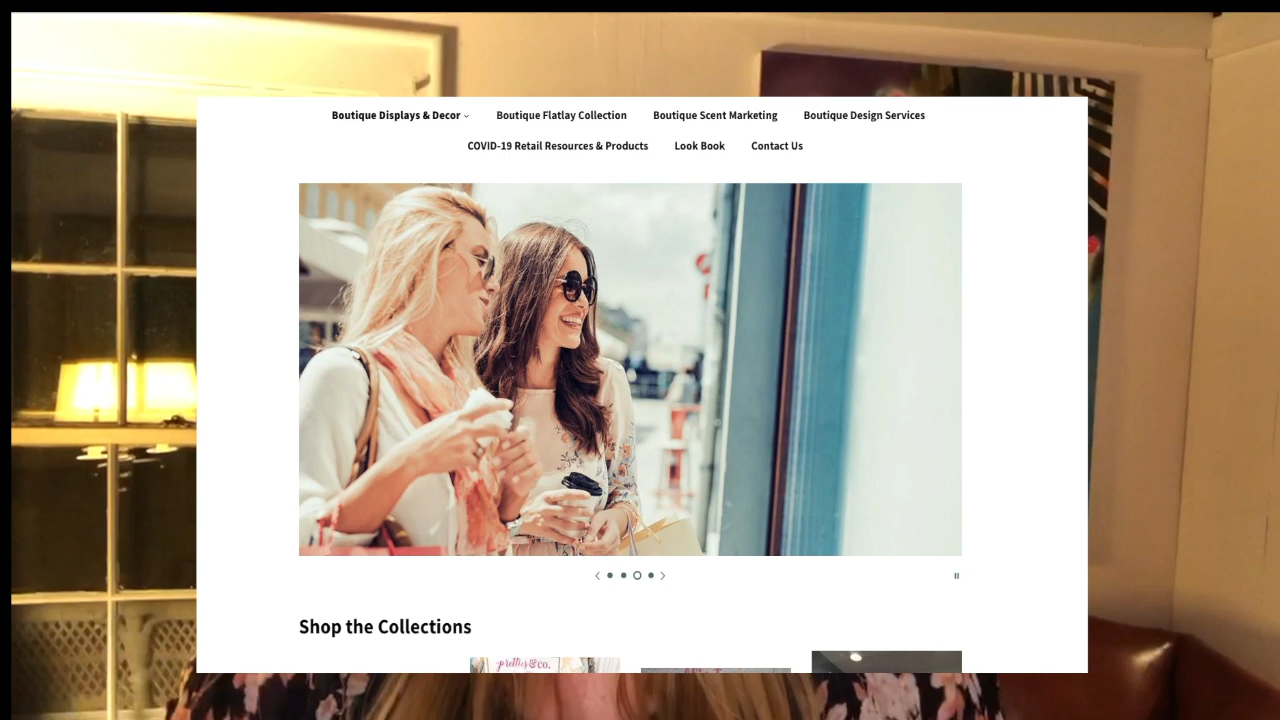 Boutique Displays & Decor Boutique Flatlay Collection Boutique Scent Marketing Boutique Design Services
COVID-19 Retail Resources & Products Look Book Contact Us
Shop the Collections
pretties&co.